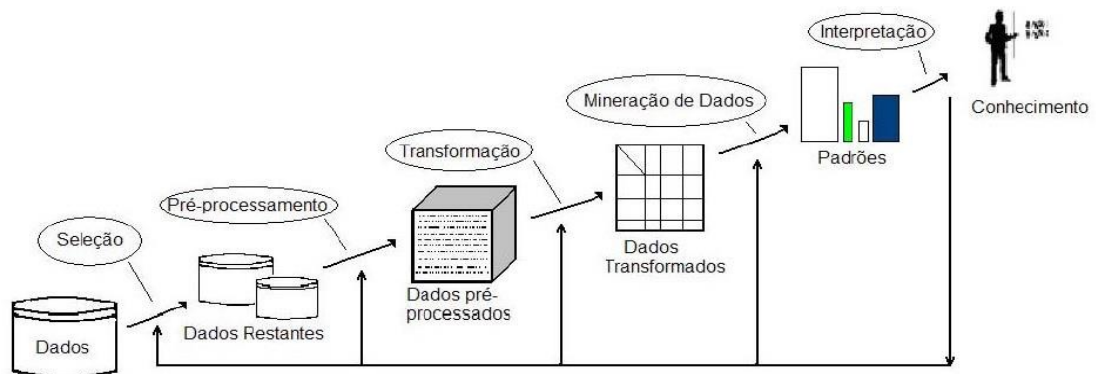 Interpretação
Conhecimento
Mineração de Dados
Padrões
Transformação
Dados
Transformados
Pré-processamento
Dados pré-
processados
Seleção
Dados Restantes
Dados